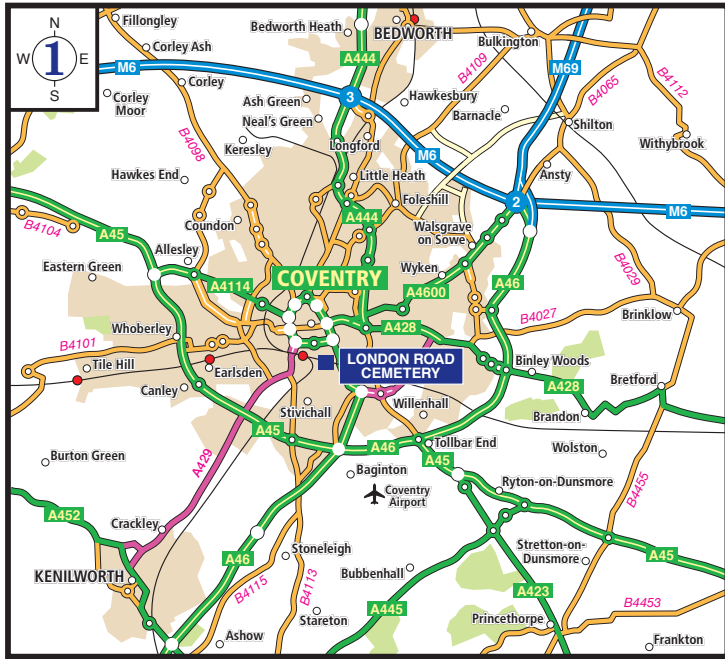 N
W 1 E
S
Fillongley
Bedworth Heath
BEDWORTH
Bulkington
Corley Ash
A444
M6
M69
B4109
B4065
B4112
Corley
Corley
Moor
Ash Green
3
Hawkesbury
Barnacle
Neal's Green
Shilton
B4098
Keresley
Longford
Withybrook
M6
Hawkes End
Little Heath
Ansty
Foleshill
2
A444
M6
B4104
A45
Coundon
Walsgrave
on Sowe
Allesley
Eastern Green
Wyken
B4029
COVENTRY
A4114
A4600
A46
B4027
Brinklow
Whoberley
A428
B4101
LONDON ROAD
CEMETERY
Binley Woods
Tile Hill
Earlsden
A428
Bretford
Canley
Stivichall
Willenhall
Brandon
A45
A46
Tollbar End
Wolston
Burton Green
A429
A45
Baginton
Ryton-on-Dunsmore
Coventry
Airport
B4455
A452
Crackley
Stretton-on-
Dunsmore
A46
Stoneleigh
A45
KENILWORTH
Bubbenhall
B4115
B4113
A423
B4453
A445
Stareton
Princethorpe
Ashow
Frankton